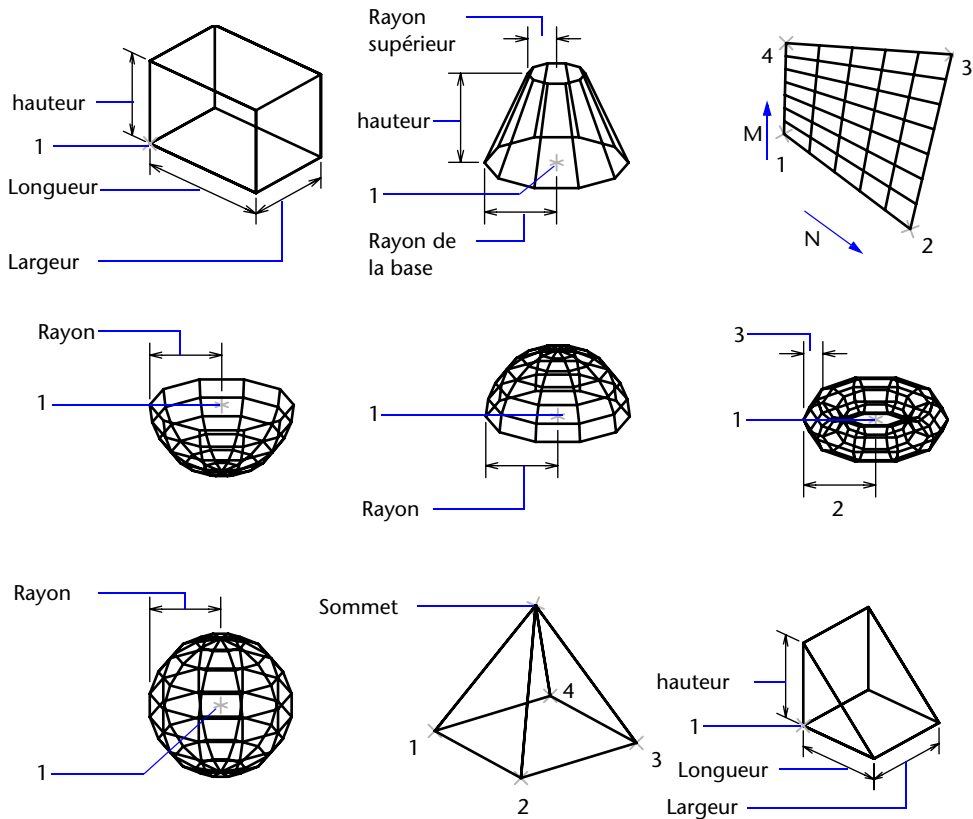 hauteur
1
Longueur
Largeur
Rayon
supérieur
hauteur
1
Rayon de
la base
4
3
M
1
N
2
Rayon
1
1
Rayon
3
1
2
Rayon
1
Sommet
4
1
3
2
hauteur
1
Longueur
Largeur